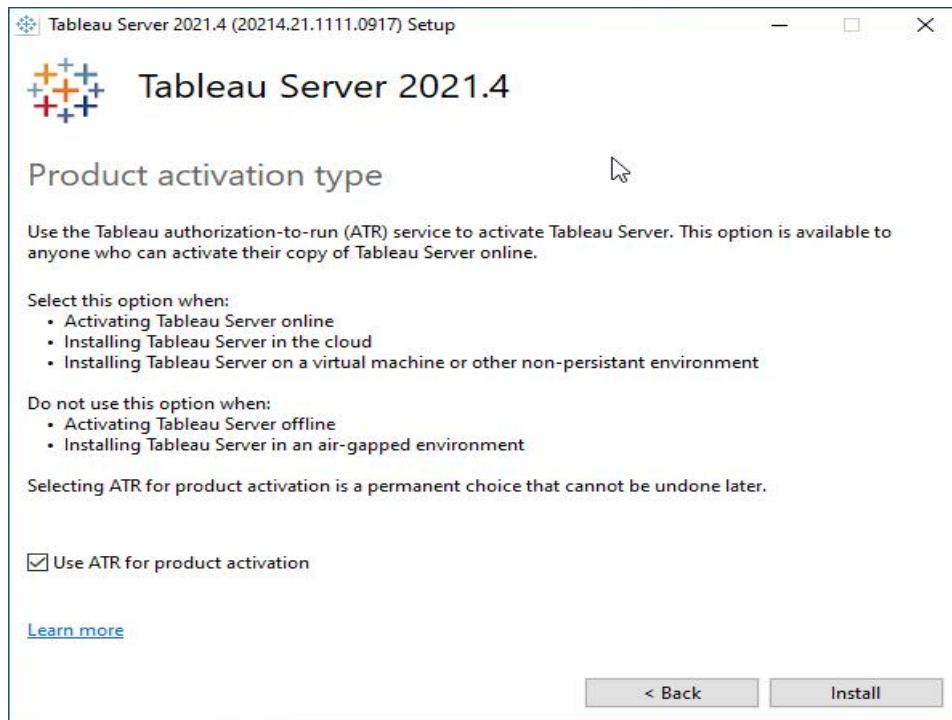 Tableau Server 2021.4 (20214.21.1111.0917) Setup
Tableau Server 2021.4
Product activation type
Use the Tableau authorization-to-run (ATR) service to activate Tableau Server. This option is available to
anyone who can activate their copy of Tableau Server online.
Select this option when:
• Activating Tableau Server online
• Installing Tableau Server in the cloud
• Installing Tableau Server on a virtual machine or other non-persistant environment
Do not use this option when:
• Activating Tableau Server offline
• Installing Tableau Server in an air-gapped environment
Selecting ATR for product activation is a permanent choice that cannot be undone later.
Use ATR for product activation
Learn more
< Back
Install